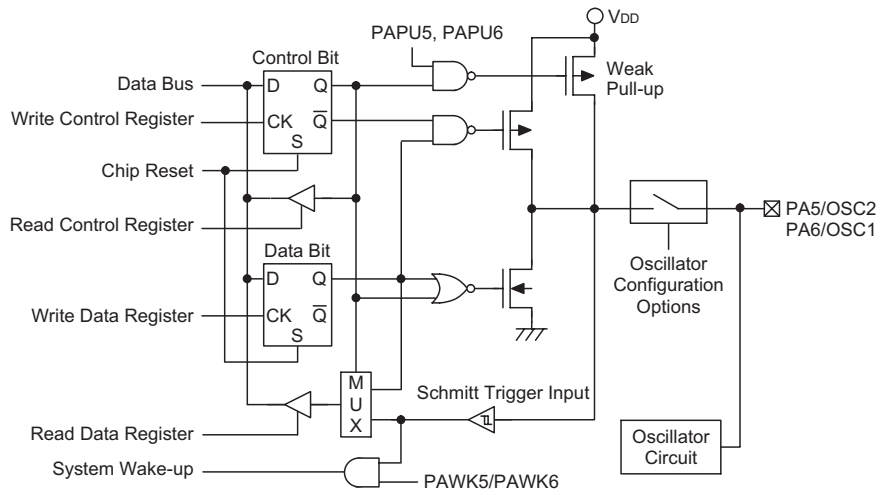 VDD
PAPU5, PAPU6
Control Bit
Weak
Pull-up
Data Bus
D
Q
Write Control Register
CK
Q
S
Chip Reset
Read Control Register
PA5/OSC2
PA6/OSC1
Data Bit
Oscillator
Configuration
Options
D
Q
Write Data Register
CK
Q
S
M
U
X
Schmitt Trigger Input
Read Data Register
Oscillator
Circuit
System Wake-up
PAWK5/PAWK6